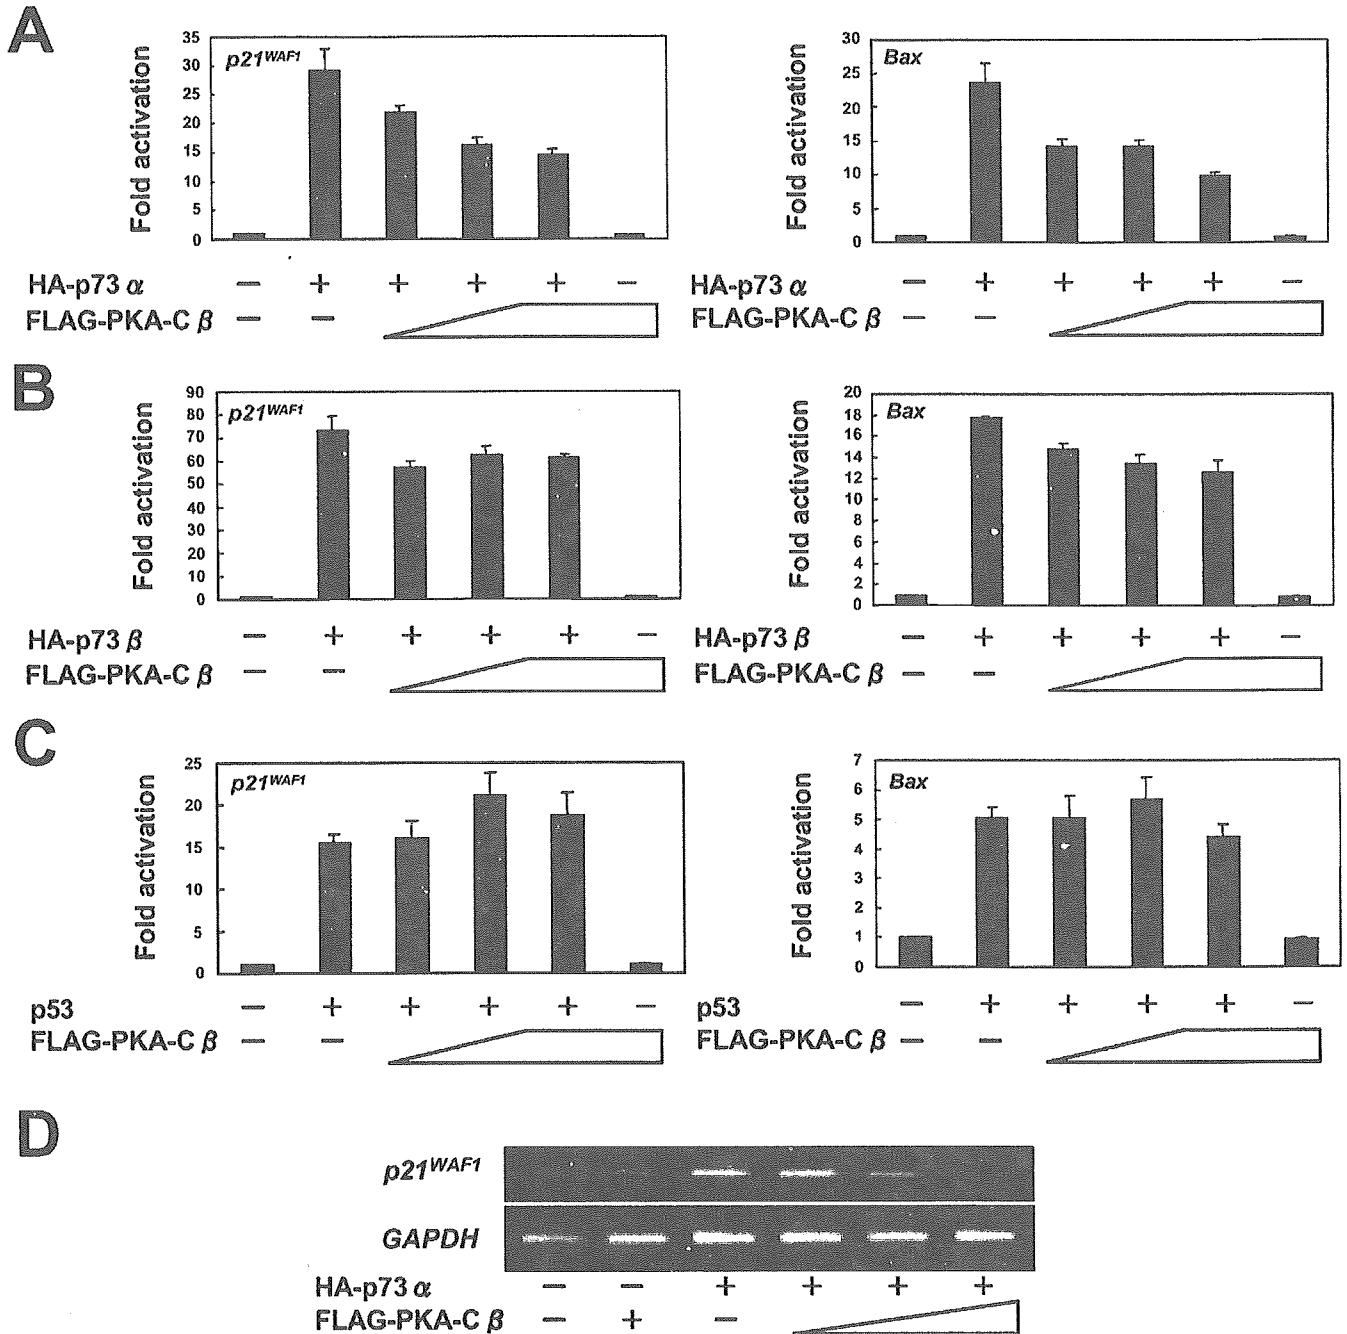 A
Fold activation
35
30
25
20
15
10
5
0
p21WAF1
HA-p73 α − + + + + −
FLAG-PKA-C β − −
Fold activation
30
25
20
15
10
5
0
Bax
HA-p73 α − + + + + −
FLAG-PKA-C β − −
B
Fold activation
90
80
70
60
50
40
30
20
10
0
p21WAF1
HA-p73 β − + + + + −
FLAG-PKA-C β − −
Fold activation
20
18
16
14
12
10
8
6
4
2
0
Bax
HA-p73 β − + + + + −
FLAG-PKA-C β − −
C
Fold activation
25
20
15
10
5
0
p21WAF1
p53 − + + + + −
FLAG-PKA-C β − −
Fold activation
7
6
5
4
3
2
1
0
Bax
p53 − + + + + −
FLAG-PKA-C β − −
D
p21WAF1
GAPDH
HA-p73 α − − + + + +
FLAG-PKA-C β − + −